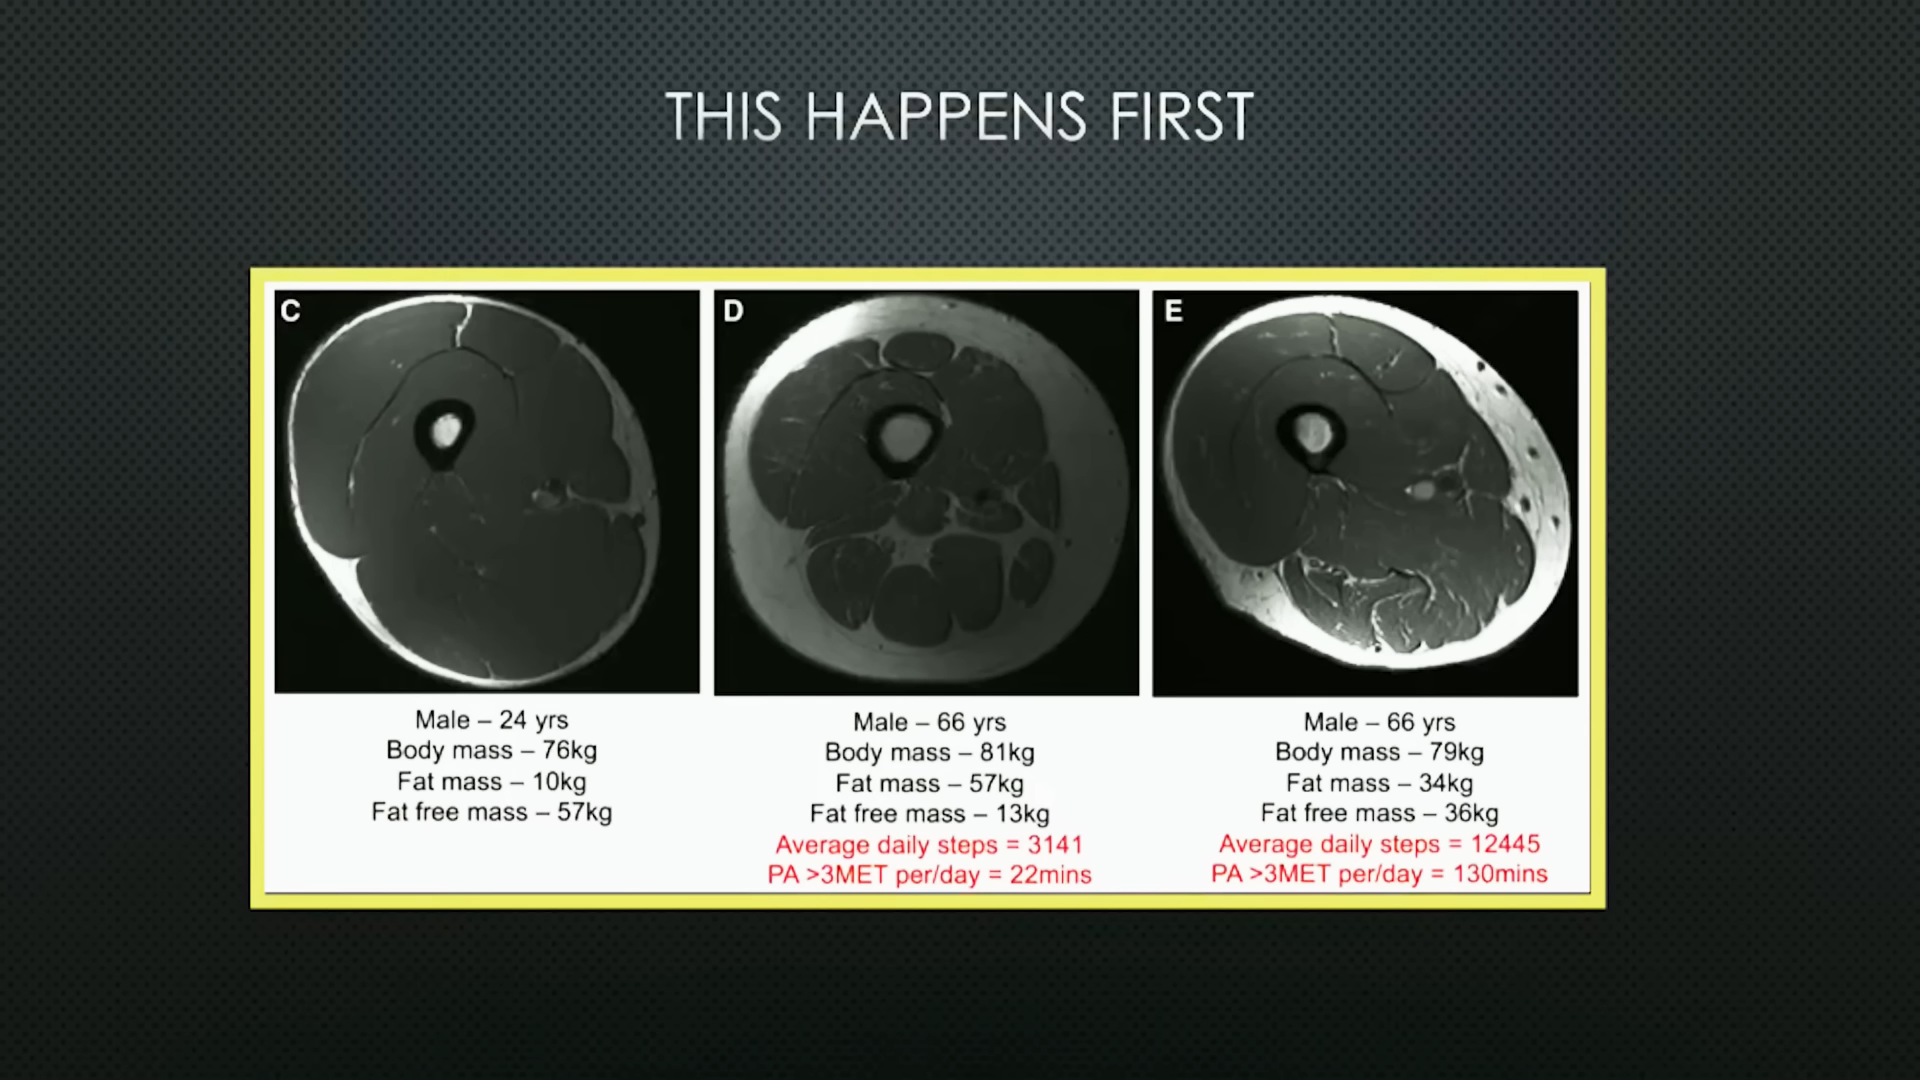 THIS HAPPENS FIRST
C
D
E
Male – 24 yrs
Body mass – 76kg
Fat mass – 10kg
Fat free mass – 57kg
Male – 66 yrs
Body mass – 81kg
Fat mass – 57kg
Fat free mass – 13kg
Average daily steps = 3141
PA >3MET per/day = 22mins
Male – 66 yrs
Body mass – 79kg
Fat mass – 34kg
Fat free mass – 36kg
Average daily steps = 12445
PA >3MET per/day = 130mins